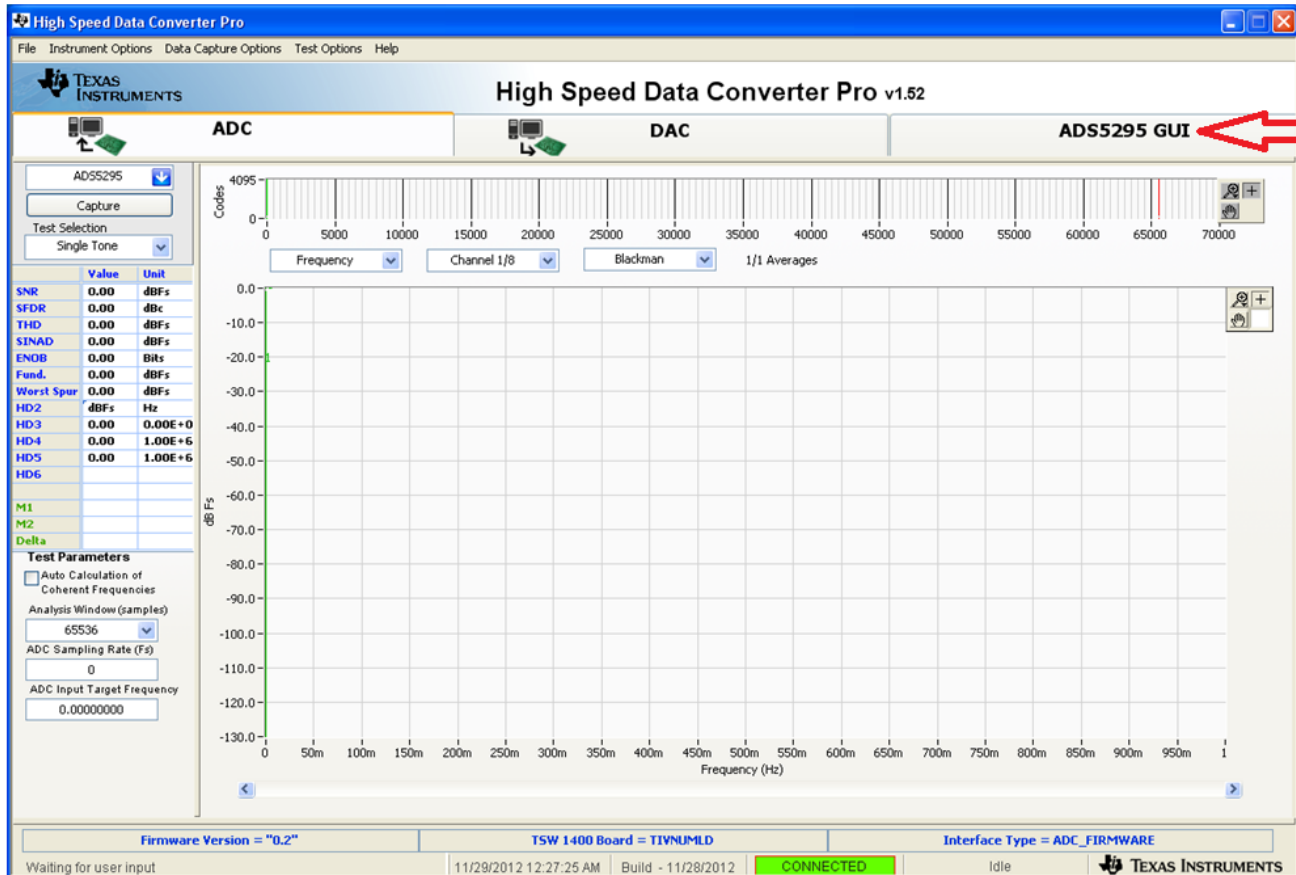 High Speed Data Converter Pro
File Instrument Options Data Capture Options Test Options Help
TEXAS INSTRUMENTS
High Speed Data Converter Pro v1.52
ADC
DAC
ADS5295 GUI
ADS5295
Capture
Test Selection
Single Tone
Value Unit
SNR 0.00 dBFs
SFDR 0.00 dBc
THD 0.00 dBFs
SINAD 0.00 dBFs
ENOB 0.00 Bits
Fund. 0.00 dBFs
Worst Spur 0.00 dBFs
HD2 dBFs Hz
HD3 0.00 0.00E+0
HD4 0.00 1.00E+6
HD5 0.00 1.00E+6
HD6
M1
M2
Delta
Test Parameters
Auto Calculation of
Coherent Frequencies
Analysis Window (samples)
65536
ADC Sampling Rate (Fs)
0
ADC Input Target Frequency
0.00000000
Codes
4095
0
0 5000 10000 15000 20000 25000 30000 35000 40000 45000 50000 55000 60000 65000 70000
Frequency Channel 1/8 Blackman 1/1 Averages
dB Fs
0.0
-10.0
-20.0
1
-30.0
-40.0
-50.0
-60.0
-70.0
-80.0
-90.0
-100.0
-110.0
-120.0
-130.0
0 50m 100m 150m 200m 250m 300m 350m 400m 450m 500m 550m 600m 650m 700m 750m 800m 850m 900m 950m 1
Frequency (Hz)
Firmware Version = "0.2" TSW 1400 Board = TIVNUMLD Interface Type = ADC_FIRMWARE
Waiting for user input 11/29/2012 12:27:25 AM Build - 11/28/2012 CONNECTED Idle TEXAS INSTRUMENTS